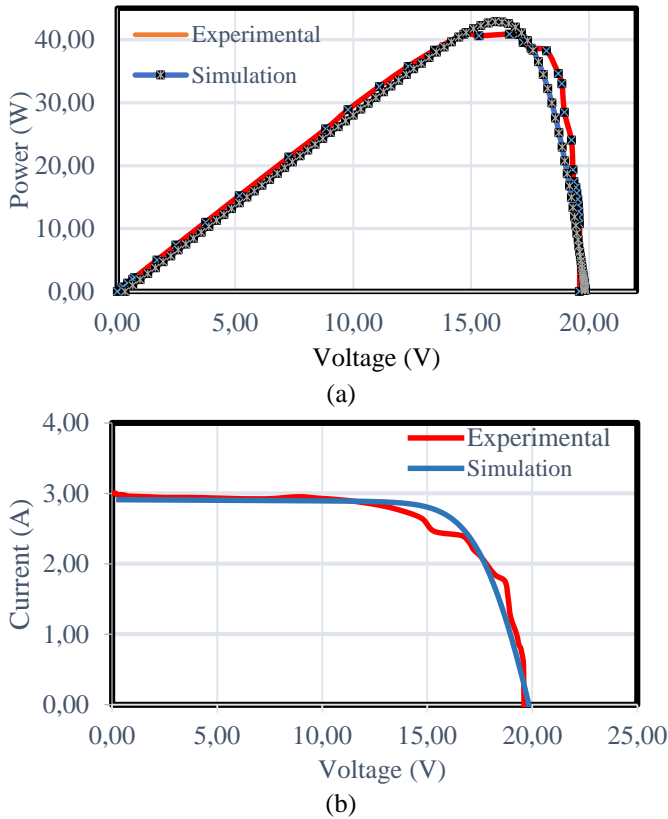 40,00
30,00
20,00
10,00
0,00
Power (W)
Experimental
Simulation
0,00 5,00 10,00 15,00 20,00
Voltage (V)
(a)
4,00
3,00
2,00
1,00
0,00
Current (A)
Experimental
Simulation
0,00 5,00 10,00 15,00 20,00 25,00
Voltage (V)
(b)